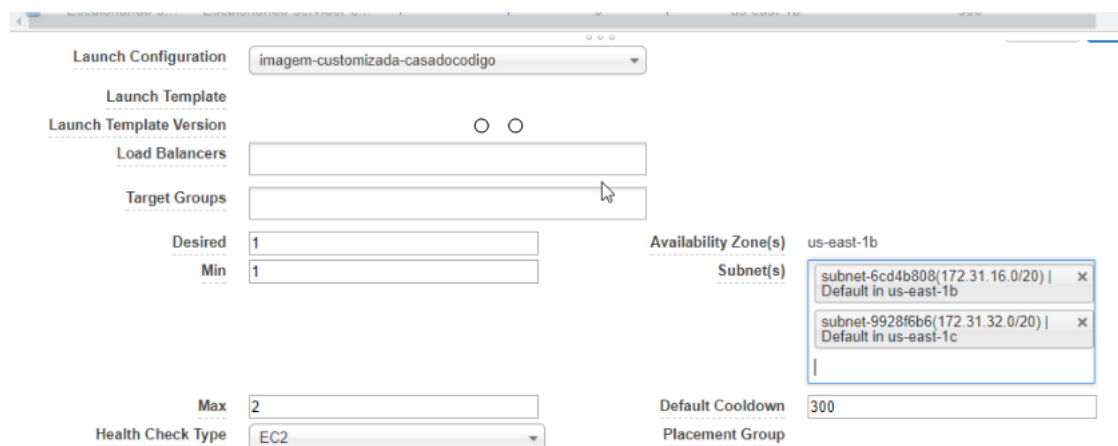 Launch Configuration imagem-customizada-casadocodigo
Launch Template
Launch Template Version
Load Balancers
Target Groups
Desired 1 Availability Zone(s) us-east-1b
Min 1 Subnet(s) subnet-6cd4b808(172.31.16.0/20) | ×
Default in us-east-1b
subnet-9928f6b6(172.31.32.0/20) | ×
Default in us-east-1c
Max 2 Default Cooldown 300
Health Check Type EC2 Placement Group